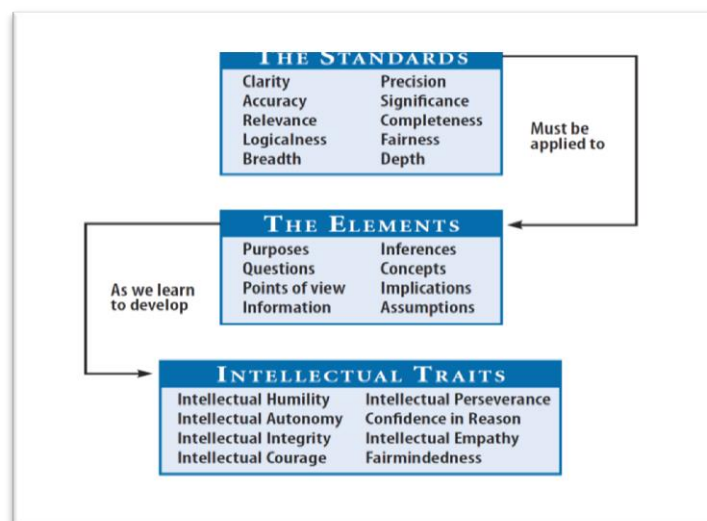 THE STANDARDS
Clarity Precision
Accuracy Significance
Relevance Completeness
Logicalness Fairness
Breadth Depth
Must be
applied to
THE ELEMENTS
Purposes Inferences
Questions Concepts
Points of view Implications
Information Assumptions
As we learn
to develop
INTELLECTUAL TRAITS
Intellectual Humility Intellectual Perseverance
Intellectual Autonomy Confidence in Reason
Intellectual Integrity Intellectual Empathy
Intellectual Courage Fairmindedness